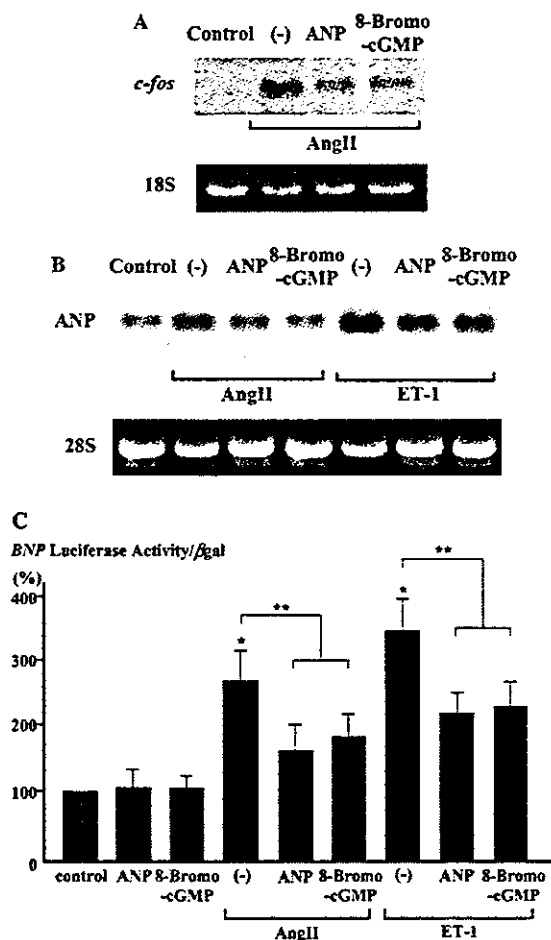 A
Control (-) ANP 8-Bromo-cGMP
c-fos
AngII
18S
B
Control (-) ANP 8-Bromo-cGMP (-) ANP 8-Bromo-cGMP
ANP
AngII ET-1
28S
C
BNP Luciferase Activity/βgal
(%)
400
**
*
**
*
300
200
100
0
control ANP 8-Bromo-cGMP (-) ANP 8-Bromo-cGMP (-) ANP 8-Bromo-cGMP
AngII ET-1